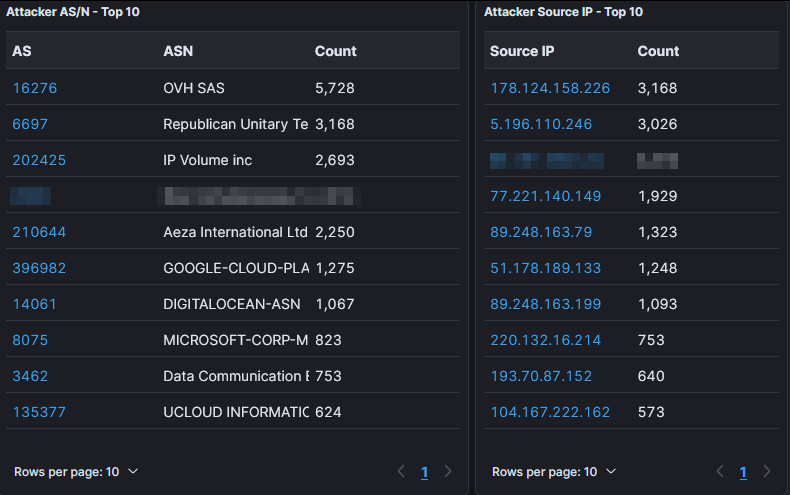 Attacker AS/N - Top 10
AS ASN Count
16276 OVH SAS 5,728
6697 Republican Unitary Te 3,168
202425 IP Volume inc 2,693
210644 Aeza International Ltd 2,250
396982 GOOGLE-CLOUD-PLA 1,275
14061 DIGITALOCEAN-ASN 1,067
8075 MICROSOFT-CORP-M 823
3462 Data Communication 753
135377 UCLOUD INFORMATIC 624
Rows per page: 10
1
Attacker Source IP - Top 10
Source IP Count
178.124.158.226 3,168
5.196.110.246 3,026
77.221.140.149 1,929
89.248.163.79 1,323
51.178.189.133 1,248
89.248.163.199 1,093
220.132.16.214 753
193.70.87.152 640
104.167.222.162 573
Rows per page: 10
1